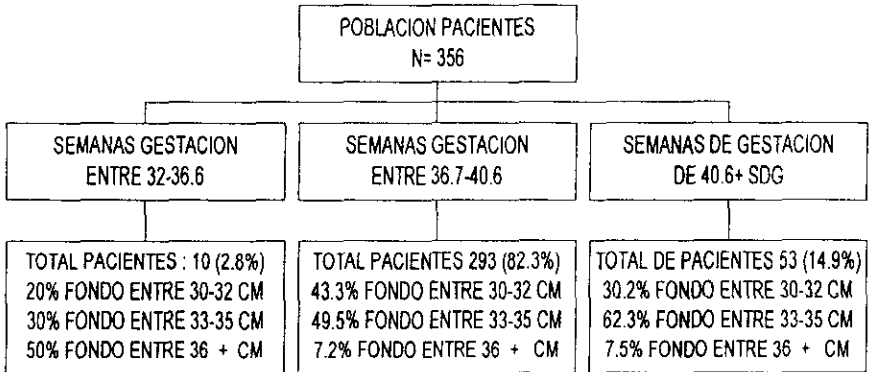 POBLACION PACIENTES
N= 356
SEMANAS GESTACION
ENTRE 32-36.6
SEMANAS GESTACION
ENTRE 36.7-40.6
SEMANAS DE GESTACION
DE 40.6+ SDG
TOTAL PACIENTES : 10 (2.8%)
20% FONDO ENTRE 30-32 CM
30% FONDO ENTRE 33-35 CM
50% FONDO ENTRE 36 + CM
TOTAL PACIENTES 293 (82.3%)
43.3% FONDO ENTRE 30-32 CM
49.5% FONDO ENTRE 33-35 CM
7.2% FONDO ENTRE 36 + CM
TOTAL DE PACIENTES 53 (14.9%)
30.2% FONDO ENTRE 30-32 CM
62.3% FONDO ENTRE 33-35 CM
7.5% FONDO ENTRE 36 + CM